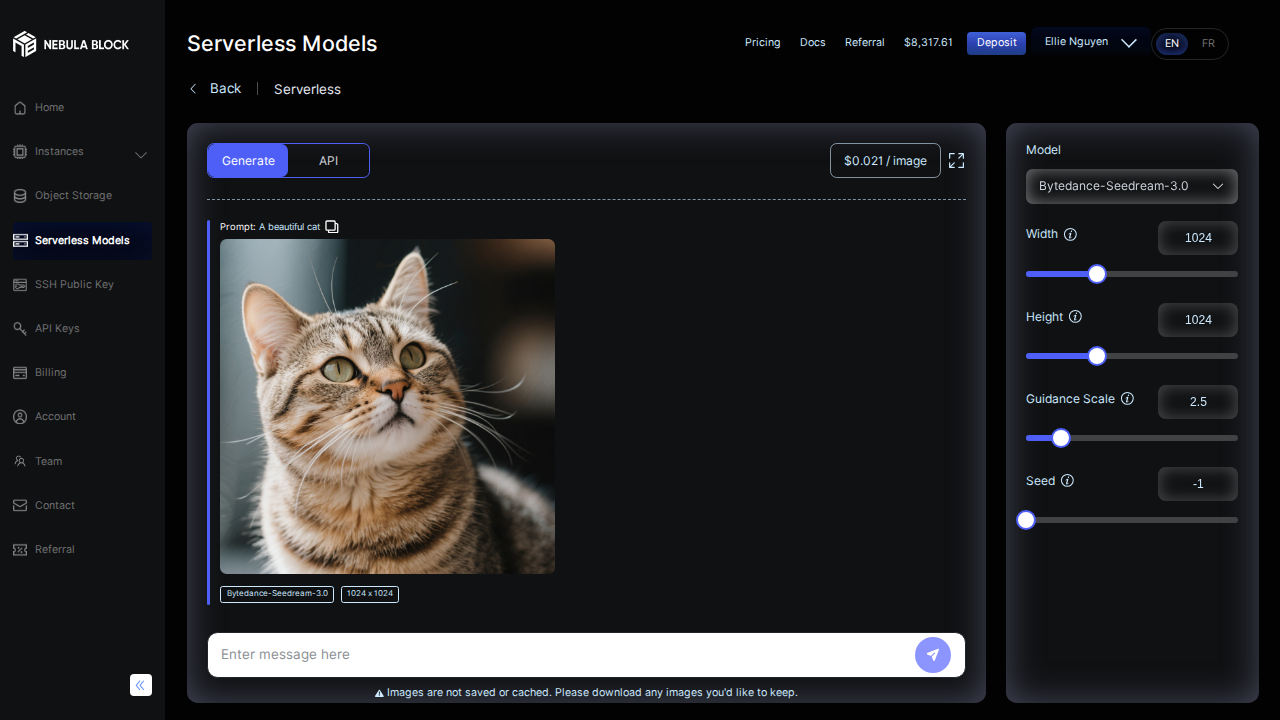 NEBULA BLOCK
Home
Instances
Object Storage
Serverless Models
SSH Public Key
API Keys
Billing
Account
Team
Contact
Referral
Serverless Models
Pricing
Docs
Referral
$8,317.61
Deposit
Ellie Nguyen
EN
FR
Back
Serverless
Generate
API
$0.021 / image
Prompt: A beautiful cat
Bytedance-Seedream-3.0
1024 x 1024
Enter message here
Images are not saved or cached. Please download any images you'd like to keep.
Model
Bytedance-Seedream-3.0
Width
1024
Height
1024
Guidance Scale
2.5
Seed
-1